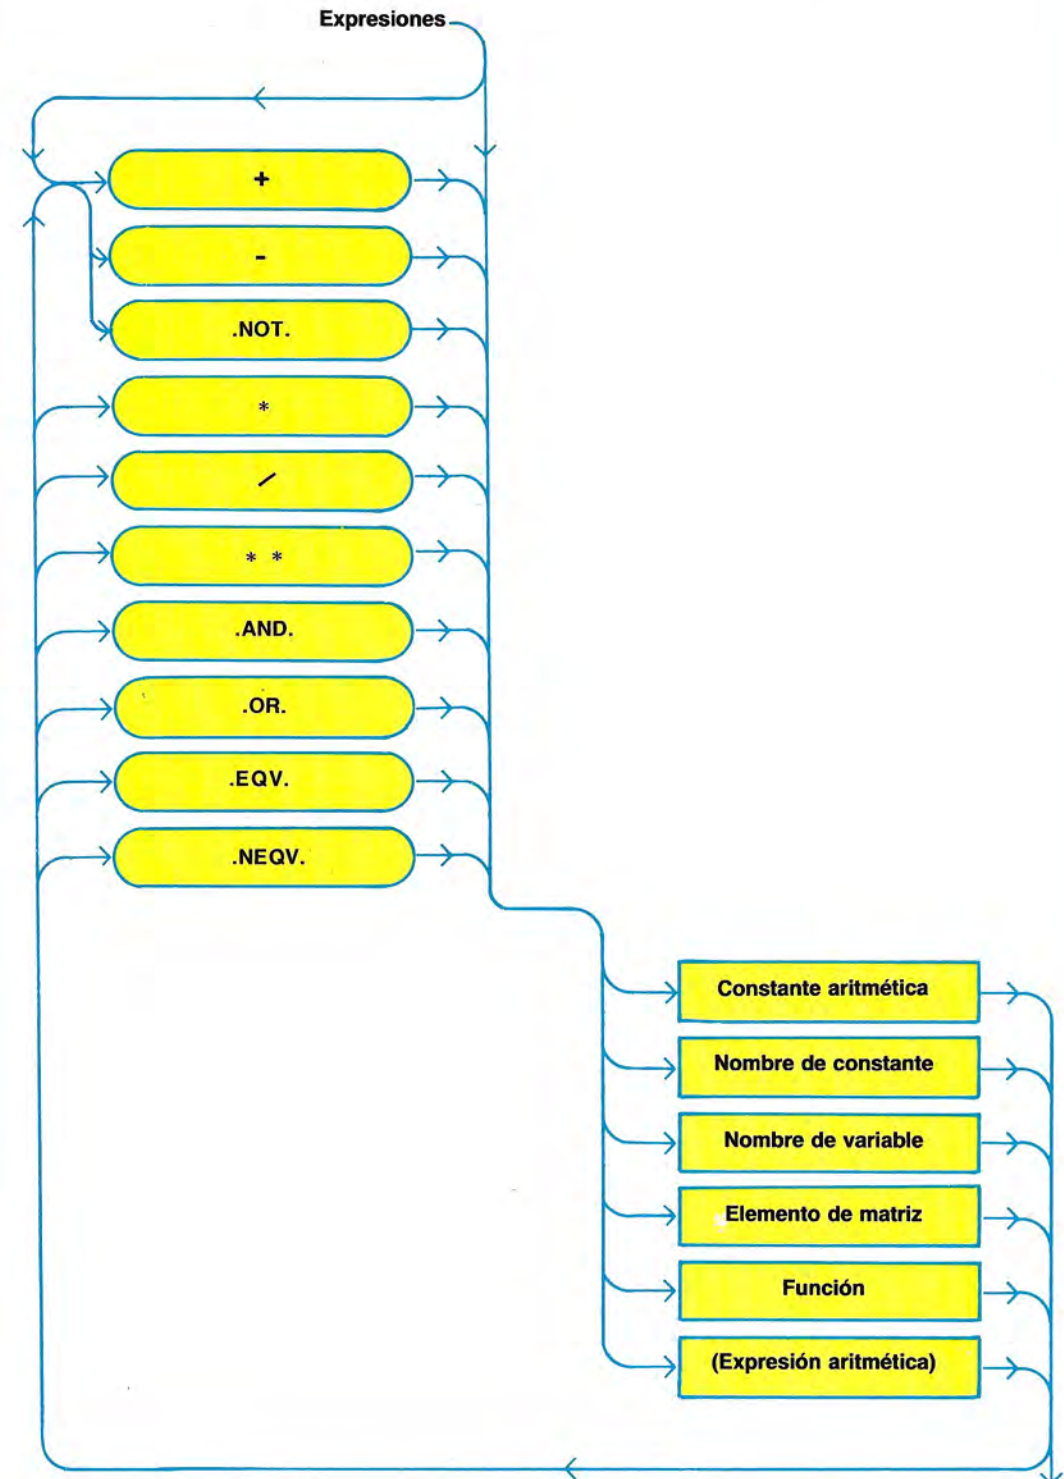 Expresiones
+
-
.NOT.
*
/
* *
.AND.
.OR.
.EQV.
.NEQV.
Constante aritmética
Nombre de constante
Nombre de variable
Elemento de matriz
Función
(Expresión aritmética)